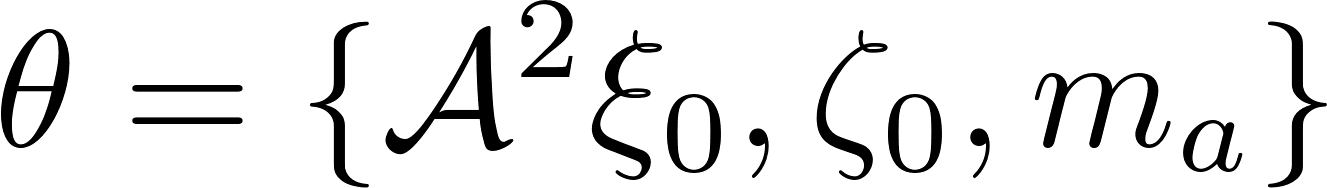 θ = { 𝒜²ξ₀, ζ₀, mₐ }